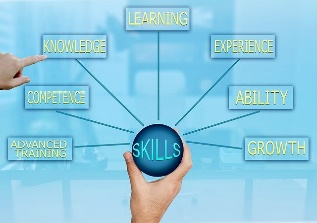 LEARNING
KNOWLEDGE
EXPERIENCE
COMPETENCE
ABILITY
ADVANCED
TRAINING
SKILLS
GROWTH